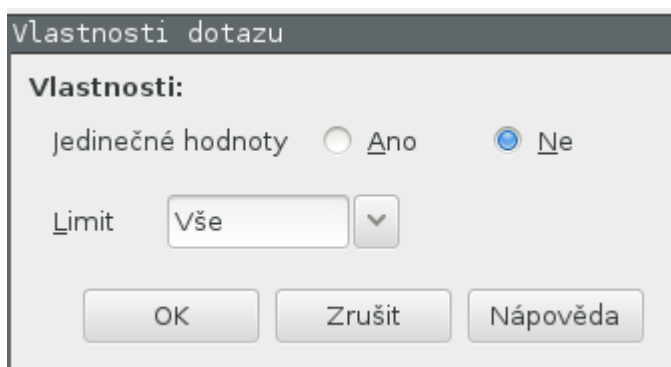 Vlastnosti dotazu
Vlastnosti:
Jedinečné hodnoty Ano Ne
Limit Vše
OK Zrušit Nápověda